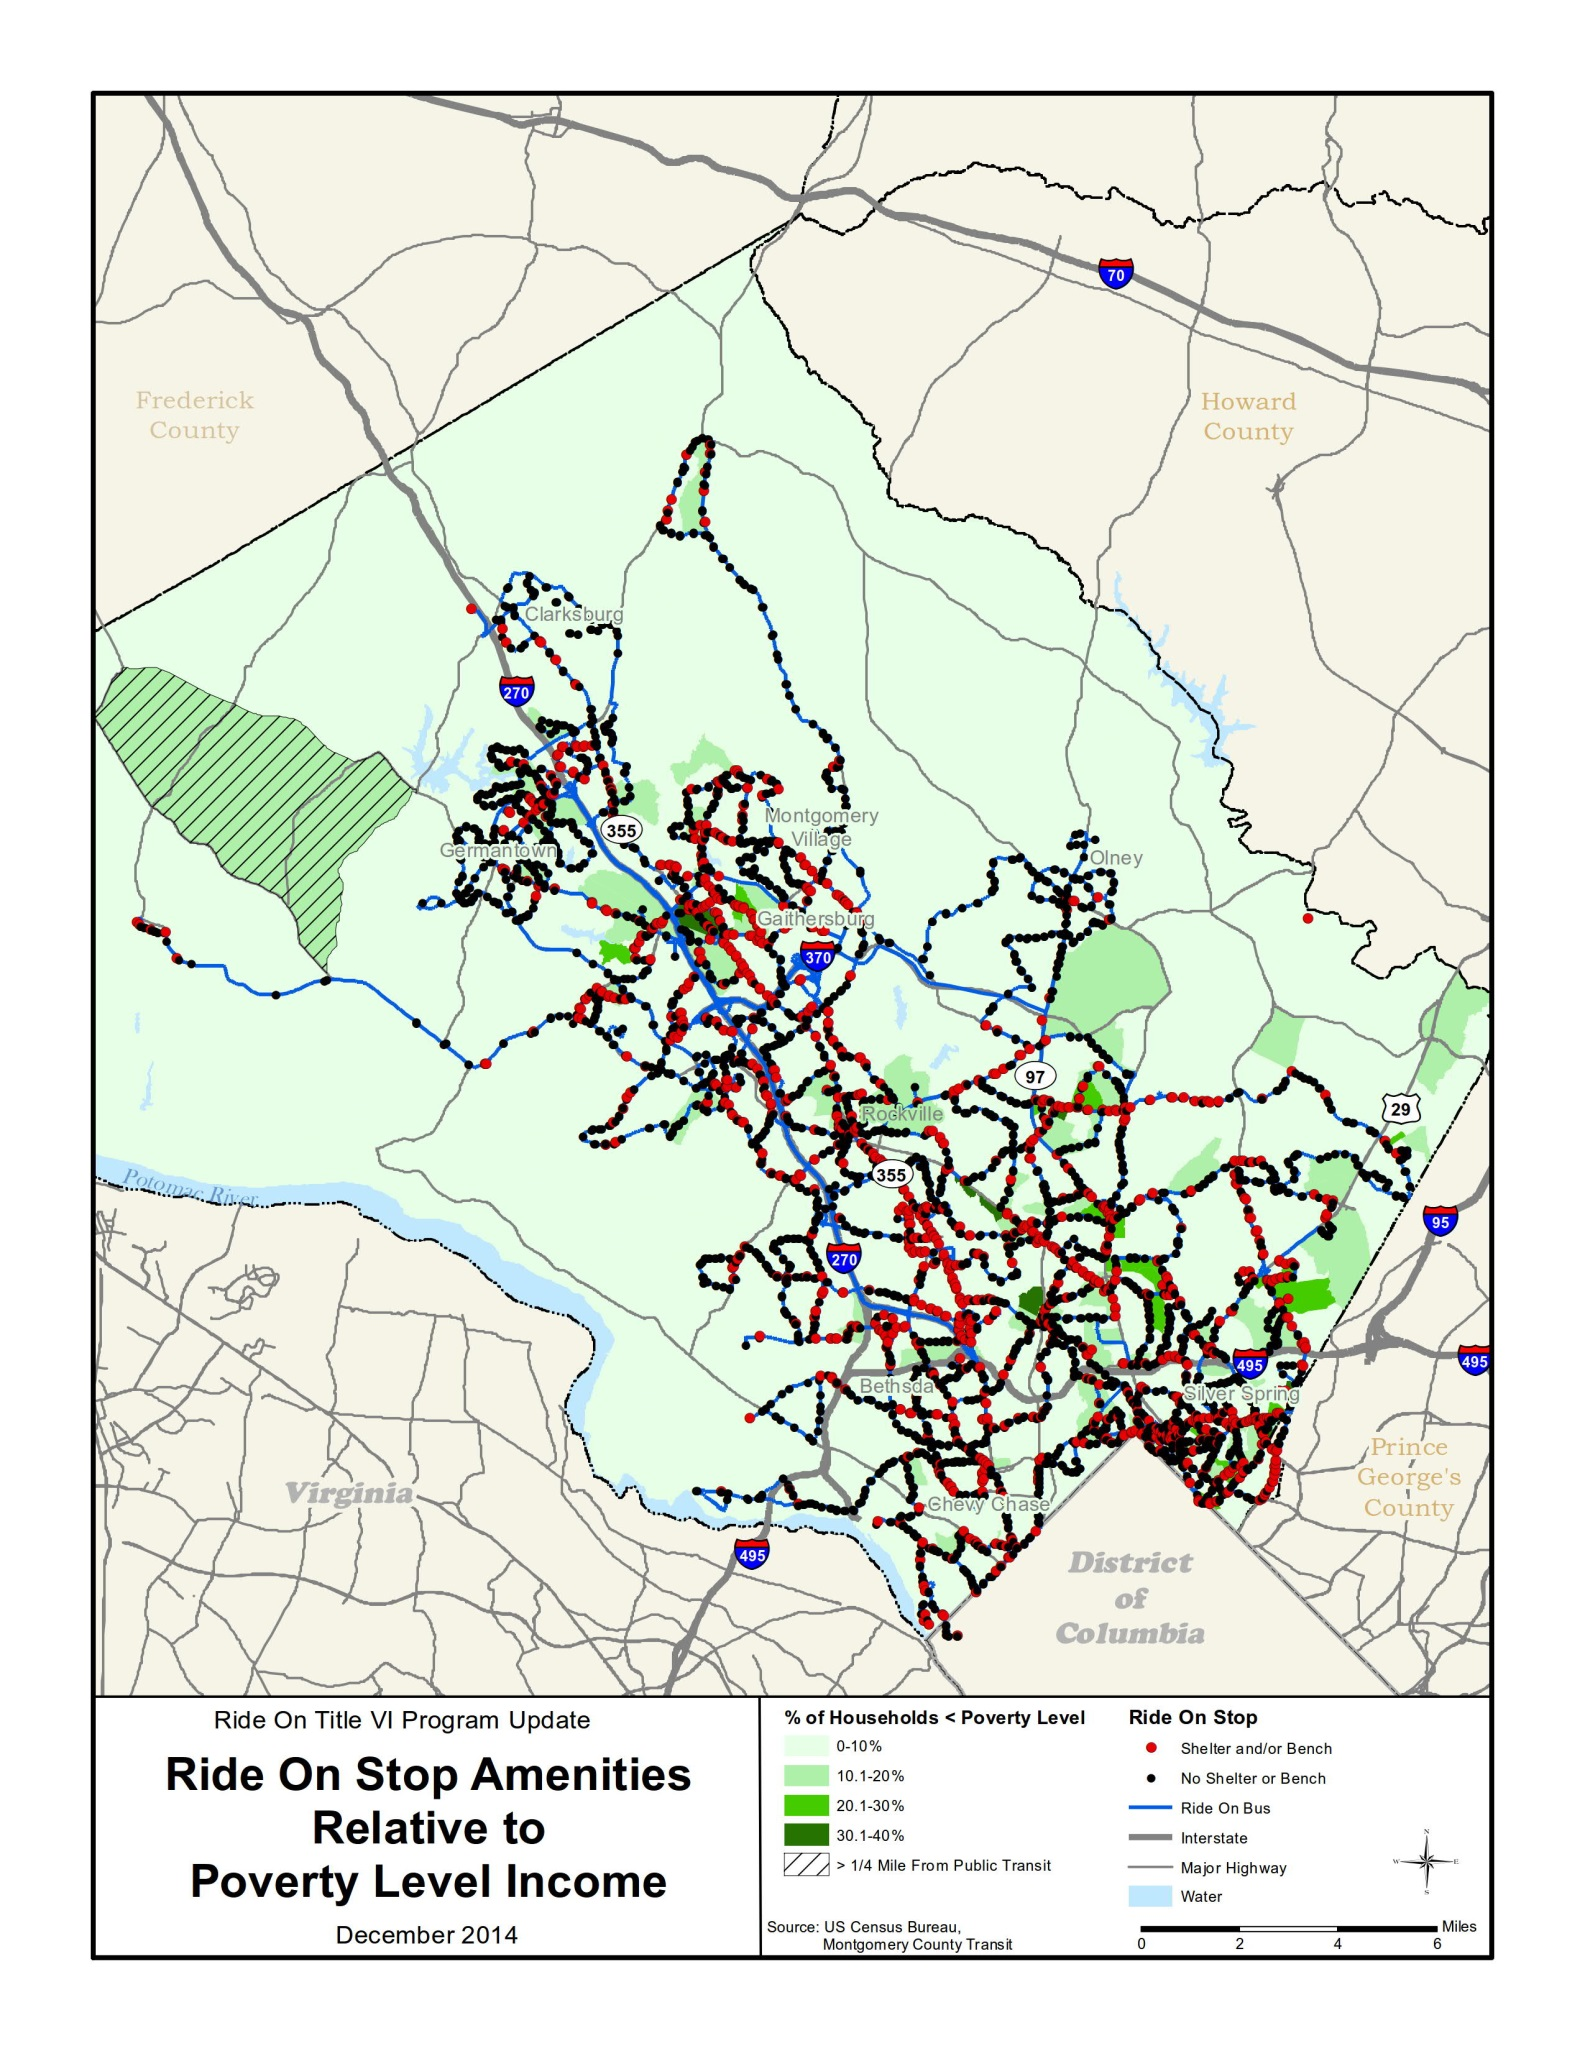 70
Frederick
County
Howard
County
Clarksburg
270
Montgomery
Village
355
Germantown
Olney
Gaithersburg
370
97
29
Rockville
355
Potomac River
95
270
495
495
Bethsda
Silver Spring
Prince
George's
County
Virginia
Chevy Chase
495
District
of
Columbia
Ride On Title VI Program Update
Ride On Stop Amenities
Relative to
Poverty Level Income
December 2014
% of Households < Poverty Level
0-10%
10.1-20%
20.1-30%
30.1-40%
> 1/4 Mile From Public Transit
Source: US Census Bureau,
Montgomery County Transit
Ride On Stop
Shelter and/or Bench
No Shelter or Bench
Ride On Bus
Interstate
Major Highway
Water
N
W E
S
Miles
0 2 4 6